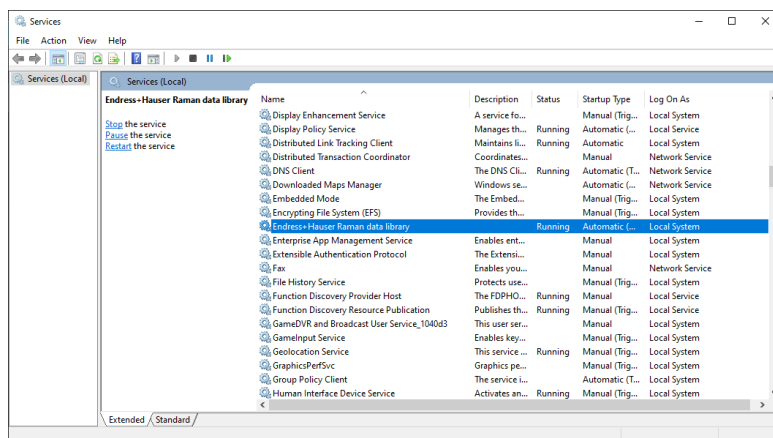 Services
File Action View Help
Services (Local)
Services (Local)
Endress+Hauser Raman data library
Stop the service
Pause the service
Restart the service
Name Description Status Startup Type Log On As
Display Enhancement Service A service fo... Manual (Trig... Local System
Display Policy Service Manages th... Running Automatic (... Local Service
Distributed Link Tracking Client Maintains li... Running Automatic Local System
Distributed Transaction Coordinator Coordinates... Manual Network Service
DNS Client The DNS Cli... Running Automatic (T... Network Service
Downloaded Maps Manager Windows se... Automatic (... Network Service
Embedded Mode The Embed... Manual (Trig... Local System
Encrypting File System (EFS) Provides th... Manual (Trig... Local System
Endress+Hauser Raman data library Running Automatic (... Local System
Enterprise App Management Service Enables ent... Manual Local System
Extensible Authentication Protocol The Extensi... Manual Local System
Fax Enables you... Manual Network Service
File History Service Protects use... Manual (Trig... Local System
Function Discovery Provider Host The FDPHO... Running Manual Local Service
Function Discovery Resource Publication Publishes th... Running Manual (Trig... Local Service
GameDVR and Broadcast User Service_1040d3 This user ser... Manual Local System
GameInput Service Enables key... Manual (Trig... Local System
Geolocation Service This service ... Running Manual (Trig... Local System
GraphicsPerfSvc Graphics pe... Manual (Trig... Local System
Group Policy Client The service i... Automatic (T... Local System
Human Interface Device Service Activates an... Running Manual (Trig... Local System
Extended Standard